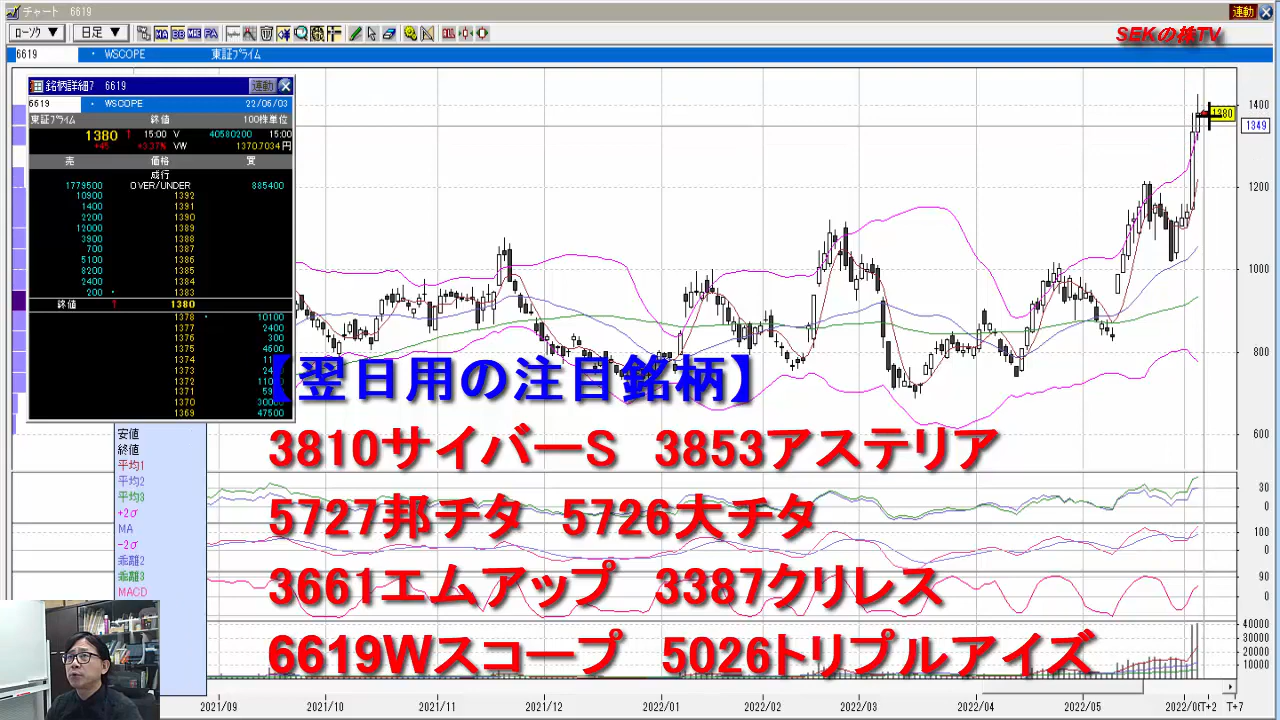 チャート 6619 連動
ローソク▼ 日足▼ MA BB SEKの株TV
6619 ・ WSCOPE 東証プライム
銘柄詳細7 6619 連動
6619 ・ WSCOPE 22/06/03
東証プライム 終値 100株単位
1380 ↑ 15:00 V 40580200 15:00
+45 +3.37% VW 1370.7034 円
売 価格 買
成行
1779500 OVER/UNDER 885400
10900 1392
1400 1391
2200 1390
12000 1389
3900 1388
700 1387
5100 1386
8200 1385
2400 1384
200 1383
終値 ↑ 1380
1378 10100
1377 2400
1376 300
1375 4600
1374
1373
1372
1371
1370
1369 47500
1400
1380
1349
1200
1000
800
600
【翌日用の注目銘柄】
3810サイバーS 3853アステリア
5727邦チタ 5726大チタ
3661エムアップ 3387クリレス
6619Wスコープ 5026トリプルアイズ
安値
終値
平均1
平均2
平均3
+2σ
MA
-2σ
乖離2
乖離3
MACD
30
0
100
0
90
0
40000
30000
20000
10000
2021/09 2021/10 2021/11 2021/12 2022/01 2022/02 2022/03 2022/04 2022/05 T+2 T+7